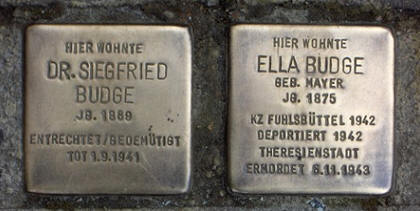 HIER WOHNTE
DR. SIEGFRIED
BUDGE
JG. 1869
ENTRECHTET/GEDEMÜTIGT
TOT 1.9.1941
HIER WOHNTE
ELLA BUDGE
GEB. MAYER
JG. 1875
KZ FUHLSBÜTTEL 1942
DEPORTIERT 1942
THERESIENSTADT
ERMORDET 6.11.1943